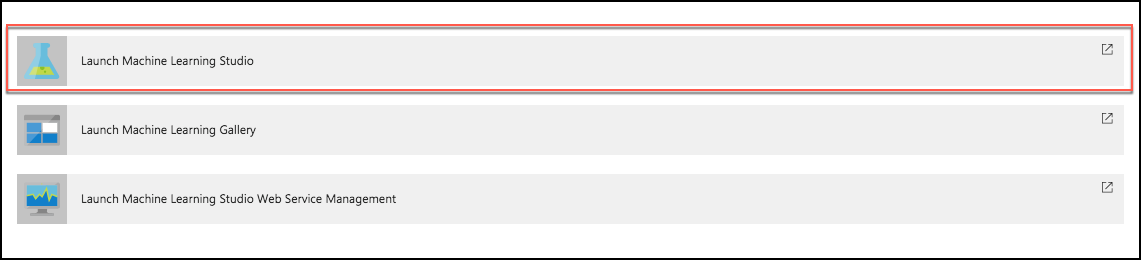 Launch Machine Learning Studio
Launch Machine Learning Gallery
Launch Machine Learning Studio Web Service Management